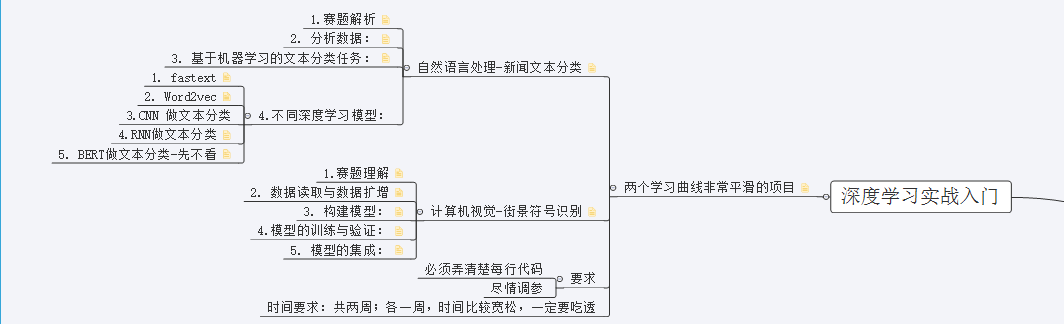 深度学习实战入门
两个学习曲线非常平滑的项目
自然语言处理-新闻文本分类
1.赛题解析
2. 分析数据：
3. 基于机器学习的文本分类任务：
4.不同深度学习模型：
1. fastext
2. Word2vec
3.CNN 做文本分类
4.RNN做文本分类
5. BERT做文本分类-先不看
计算机视觉-街景符号识别
1.赛题理解
2. 数据读取与数据扩增
3. 构建模型：
4.模型的训练与验证：
5. 模型的集成：
要求
必须弄清楚每行代码
尽情调参
时间要求：共两周；各一周，时间比较宽松，一定要吃透